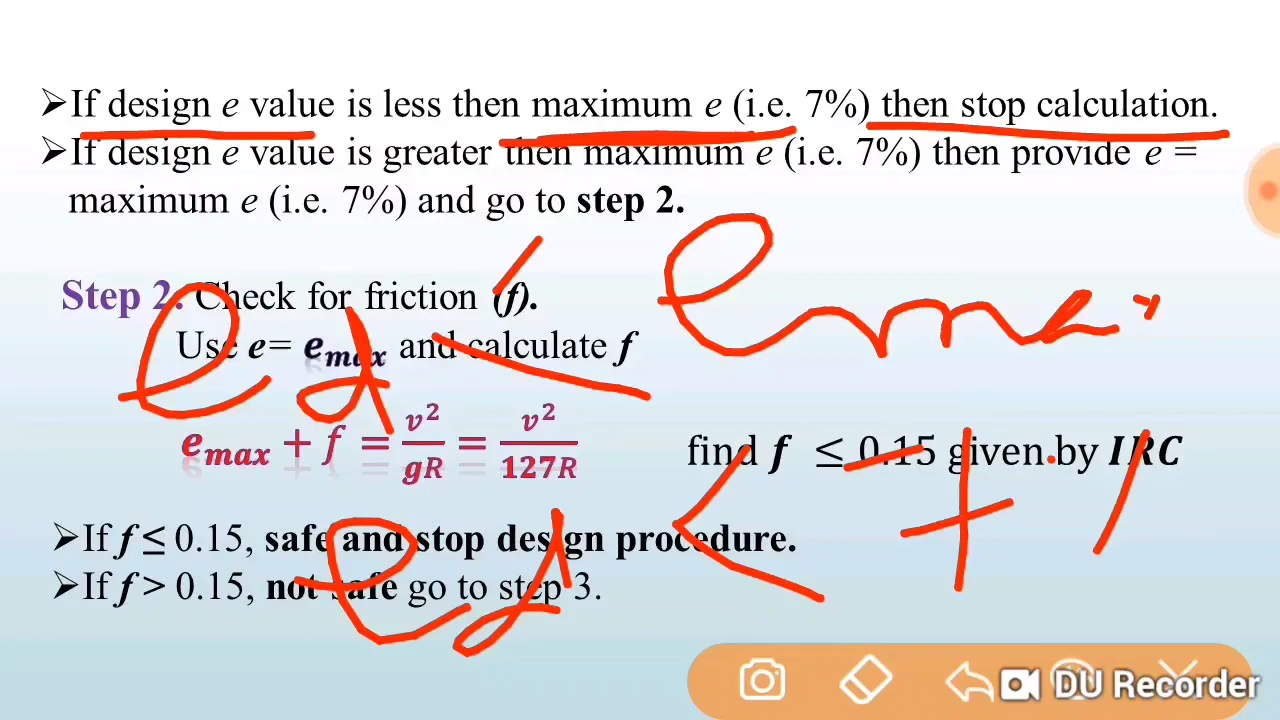 ➢If design e value is less then maximum e (i.e. 7%) then stop calculation.
➢If design e value is greater then maximum e (i.e. 7%) then provide e =
maximum e (i.e. 7%) and go to step 2.
Step 2. Check for friction (f).
Use e= e_max and calculate f
e_max + f = v²/gR = v²/127R find f ≤ 0.15 given by IRC
➢If f ≤ 0.15, safe and stop design procedure.
➢If f > 0.15, not safe go to step 3.
ed < emax
ed <
DU Recorder